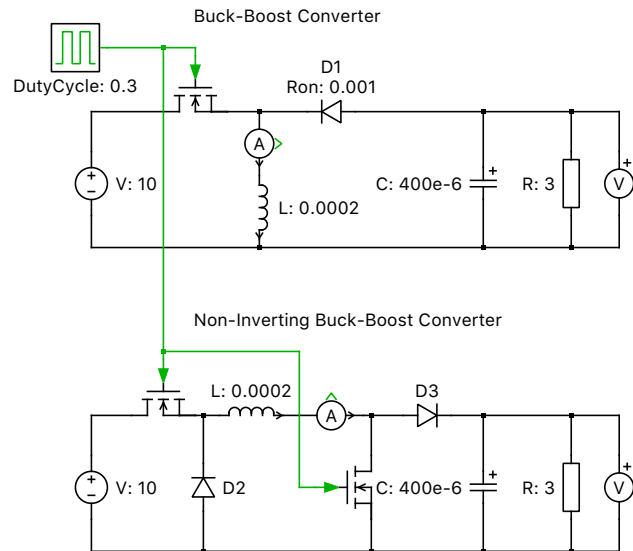 Buck-Boost Converter
DutyCycle: 0.3
D1
Ron: 0.001
A
V: 10
L: 0.0002
C: 400e-6
R: 3
V
Non-Inverting Buck-Boost Converter
L: 0.0002
D3
A
V: 10
D2
C: 400e-6
R: 3
V